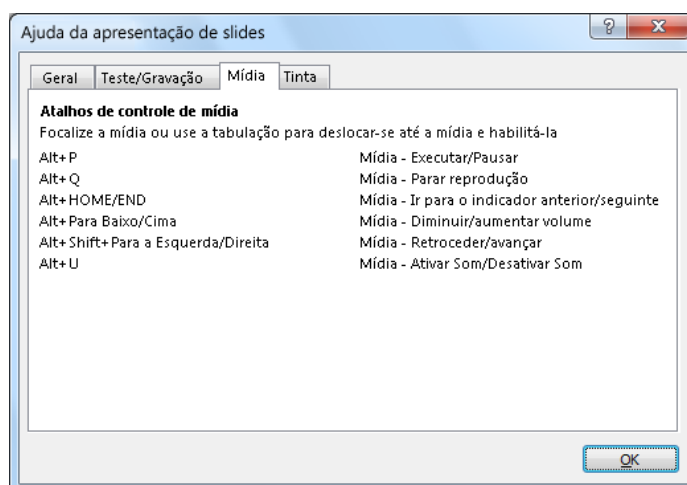 Ajuda da apresentação de slides
?
Geral Teste/Gravação Mídia Tinta
Atalhos de controle de mídia
Focalize a mídia ou use a tabulação para deslocar-se até a mídia e habilitá-la
Alt+P Mídia - Executar/Pausar
Alt+Q Mídia - Parar reprodução
Alt+HOME/END Mídia - Ir para o indicador anterior/seguinte
Alt+Para Baixo/Cima Mídia - Diminuir/aumentar volume
Alt+Shift+Para a Esquerda/Direita Mídia - Retroceder/avançar
Alt+U Mídia - Ativar Som/Desativar Som
OK